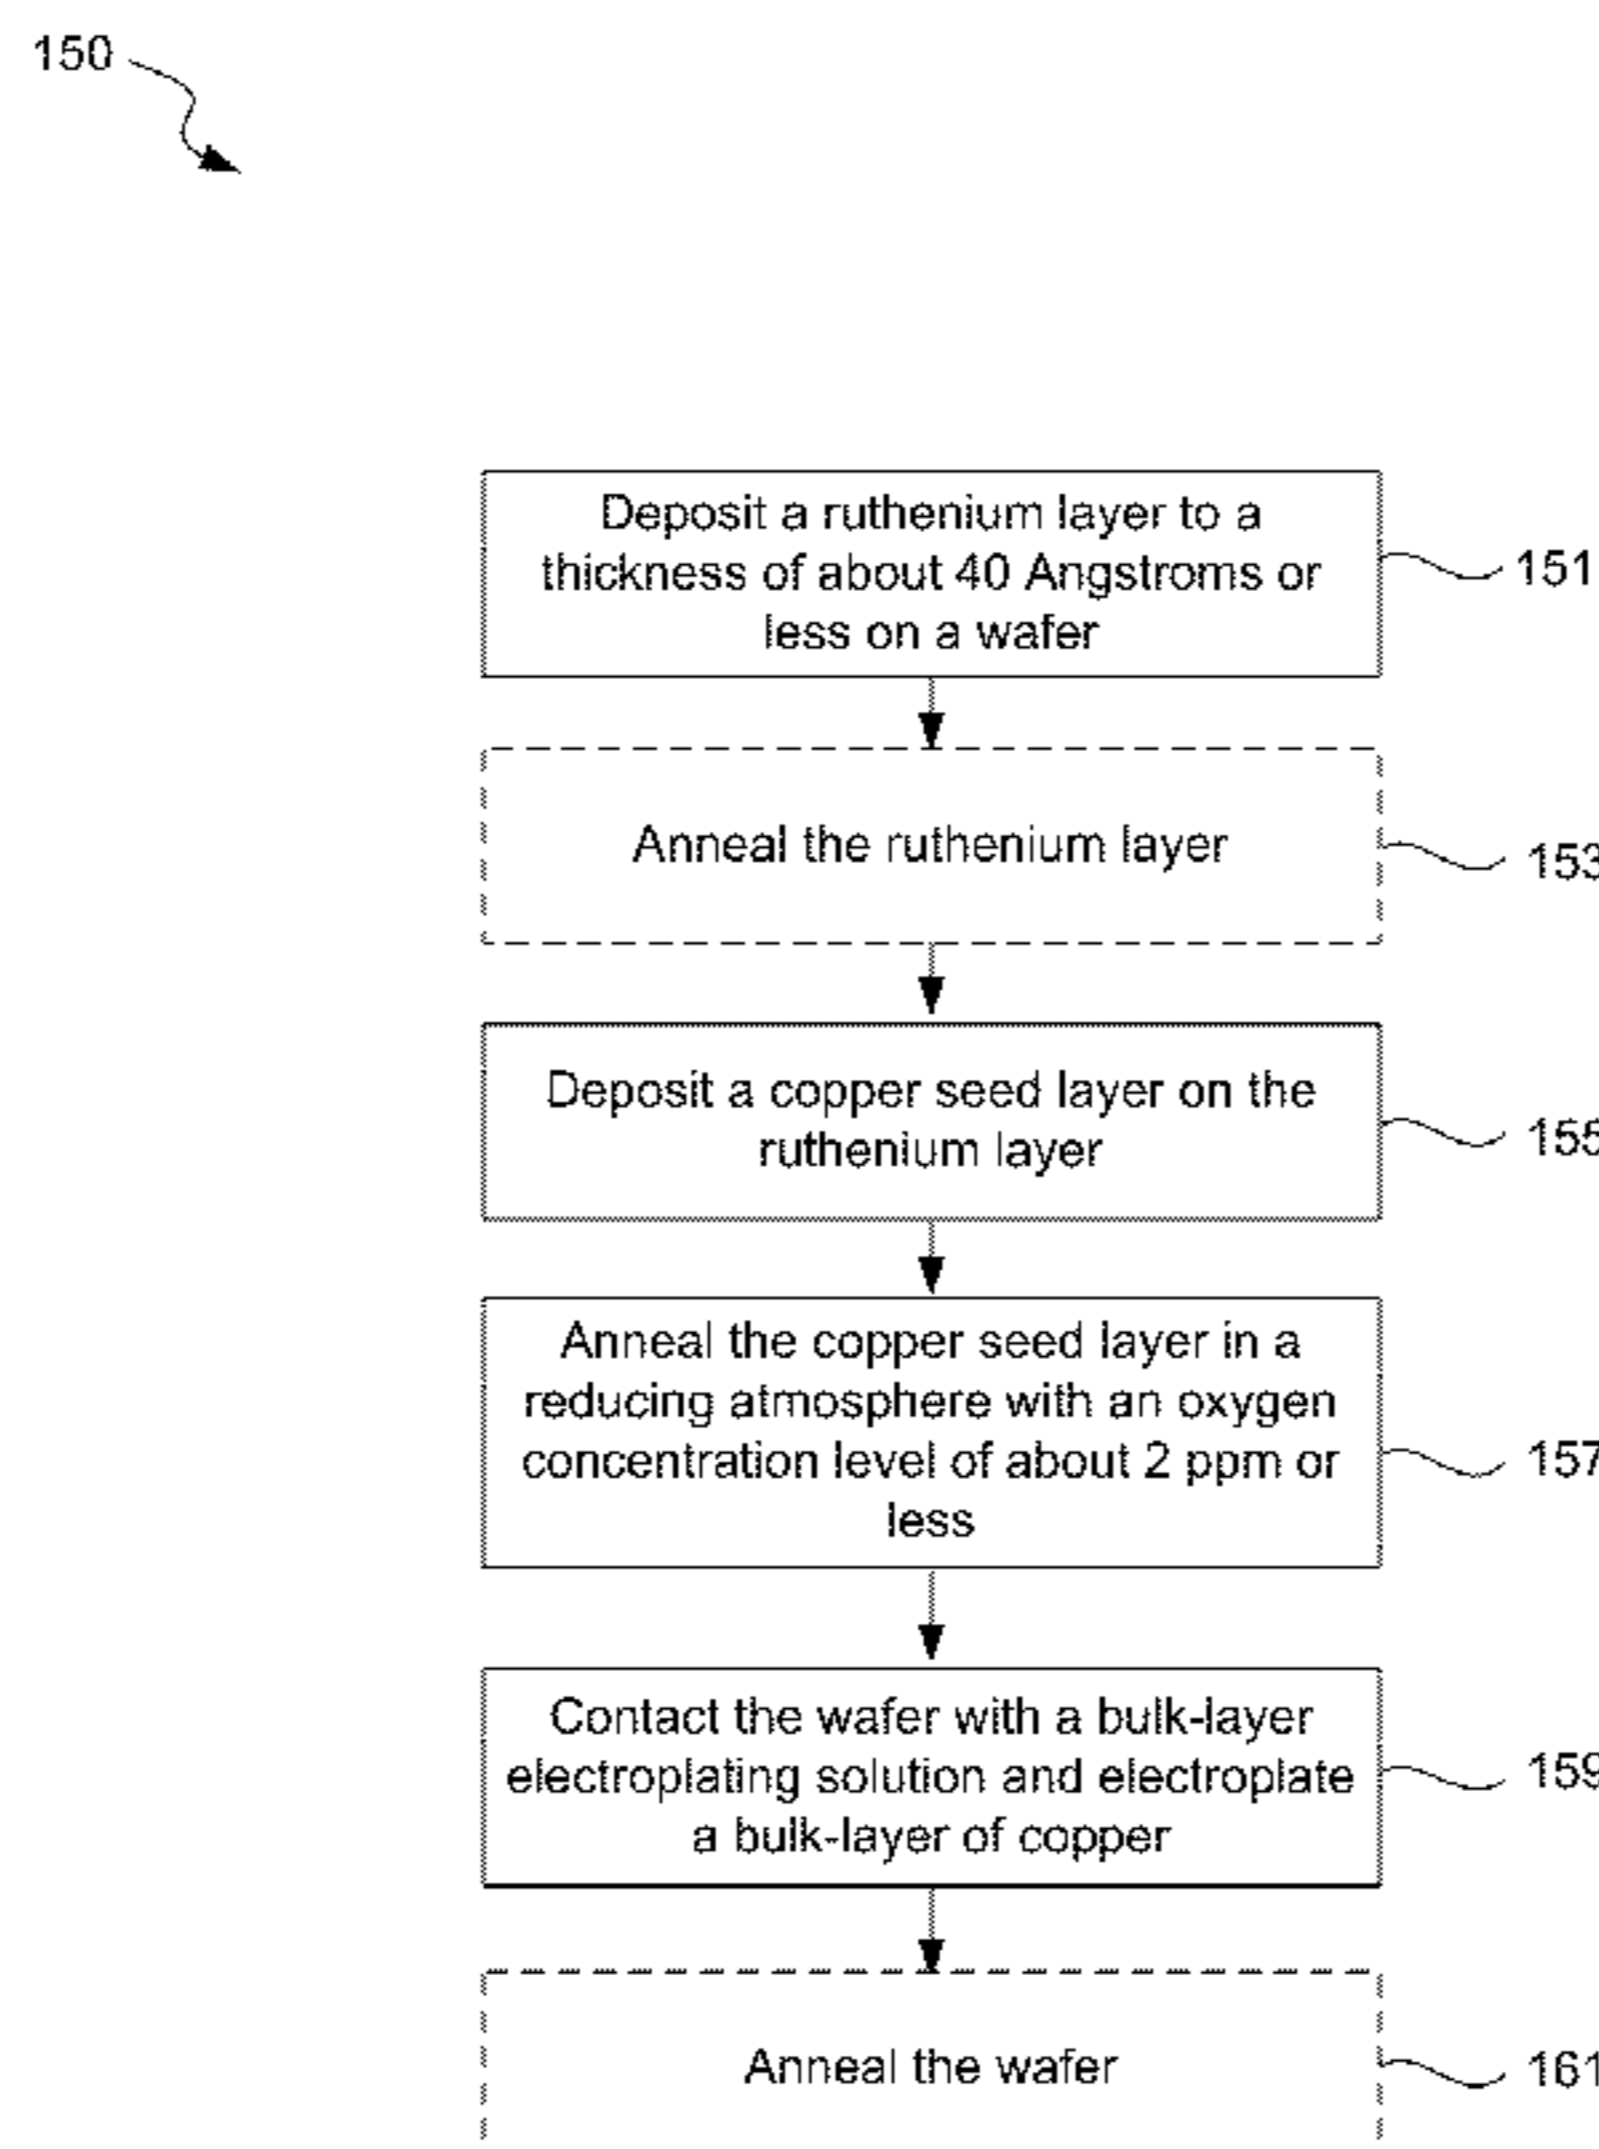 150
Deposit a ruthenium layer to a
thickness of about 40 Angstroms or
less on a wafer
151
Anneal the ruthenium layer
153
Deposit a copper seed layer on the
ruthenium layer
155
Anneal the copper seed layer in a
reducing atmosphere with an oxygen
concentration level of about 2 ppm or
less
157
Contact the wafer with a bulk-layer
electroplating solution and electroplate
a bulk-layer of copper
159
Anneal the wafer
161